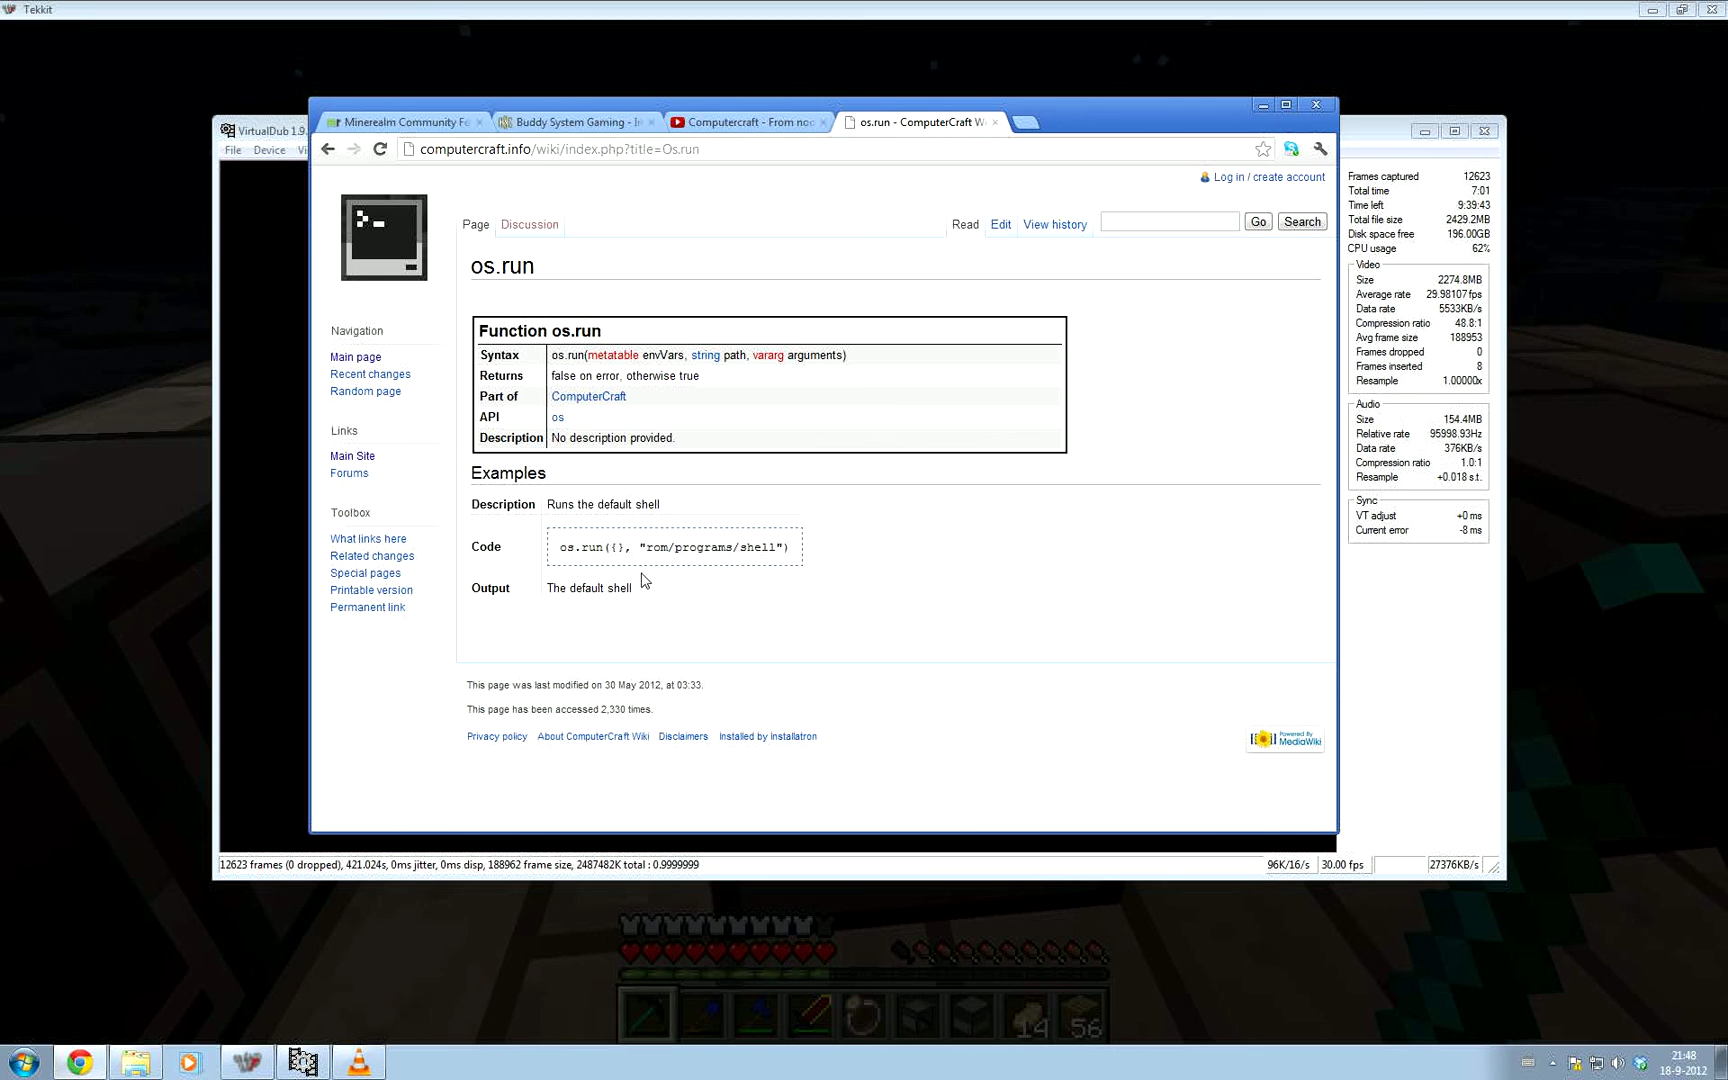 Tekkit
VirtualDub 1.9.
File Device Vi
Minerealm Community Fo
Buddy System Gaming - In
Computercraft - From noo
os.run - ComputerCraft W
computercraft.info/wiki/index.php?title=Os.run
Log in / create account
Page Discussion
Read Edit View history
Go Search
os.run
Function os.run
Syntax os.run(metatable envVars, string path, vararg arguments)
Returns false on error, otherwise true
Part of ComputerCraft
API os
Description No description provided.
Examples
Description Runs the default shell
Code os.run({}, "rom/programs/shell")
Output The default shell
Navigation
Main page
Recent changes
Random page
Links
Main Site
Forums
Toolbox
What links here
Related changes
Special pages
Printable version
Permanent link
This page was last modified on 30 May 2012, at 03:33.
This page has been accessed 2,330 times.
Privacy policy About ComputerCraft Wiki Disclaimers Installed by Installatron
Powered By
MediaWiki
Frames captured 12623
Total time 7:01
Time left 9:39:43
Total file size 2429.2MB
Disk space free 196.00GB
CPU usage 62%
Video
Size 2274.8MB
Average rate 29.98107 fps
Data rate 5533KB/s
Compression ratio 48.8:1
Avg frame size 188953
Frames dropped 0
Frames inserted 8
Resample 1.00000x
Audio
Size 154.4MB
Relative rate 95998.93Hz
Data rate 376KB/s
Compression ratio 1.0:1
Resample +0.018 s.t.
Sync
VT adjust +0 ms
Current error -8 ms
12623 frames (0 dropped), 421.024s, 0ms jitter, 0ms disp, 188962 frame size, 2487482K total : 0.9999999
96K/16/s 30.00 fps 27376KB/s
14 56
21:48
18-9-2012